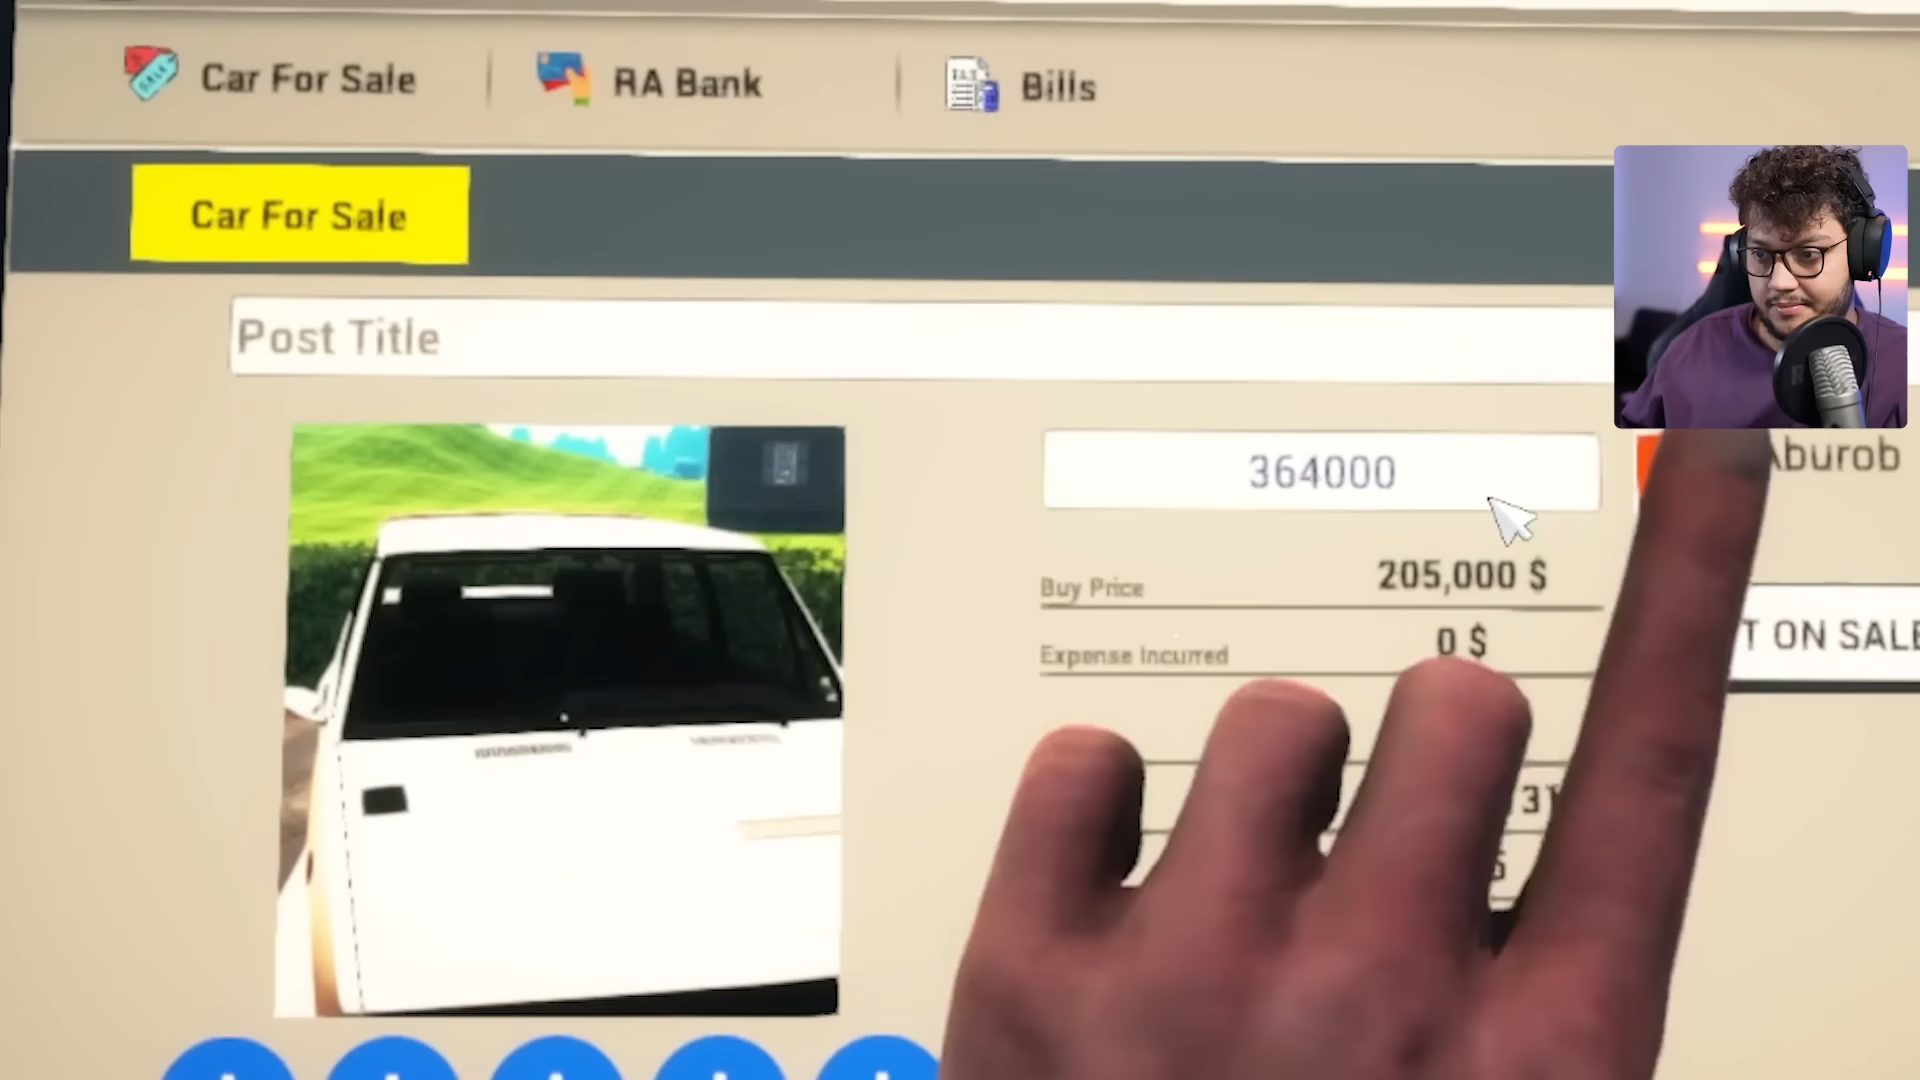 Car For Sale
RA Bank
Bills
Car For Sale
Post Title
364000
Aburob
Buy Price 205,000 $
Expense Incurred 0 $
T ON SALE